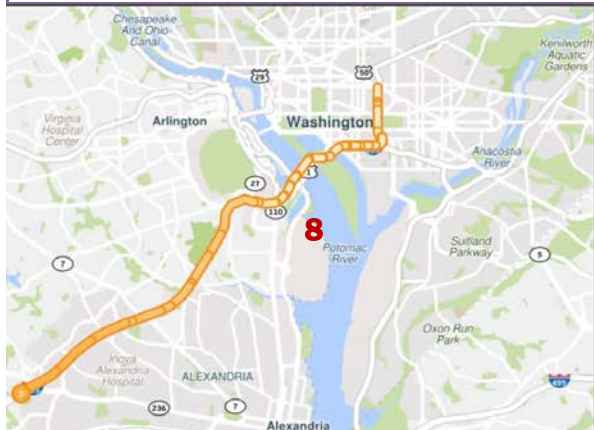 Chesapeake
And Ohio
Canal
29
50
Kenilworth
Aquatic
Gardens
Virginia
Hospital
Center
Arlington
Washington
Anacostia
River
27
1
110
8
Potomac
River
Suitland
Parkway
7
5
Oxon Run
Park
Inova
Alexandria
Hospital
ALEXANDRIA
495
236
7
Alexandria